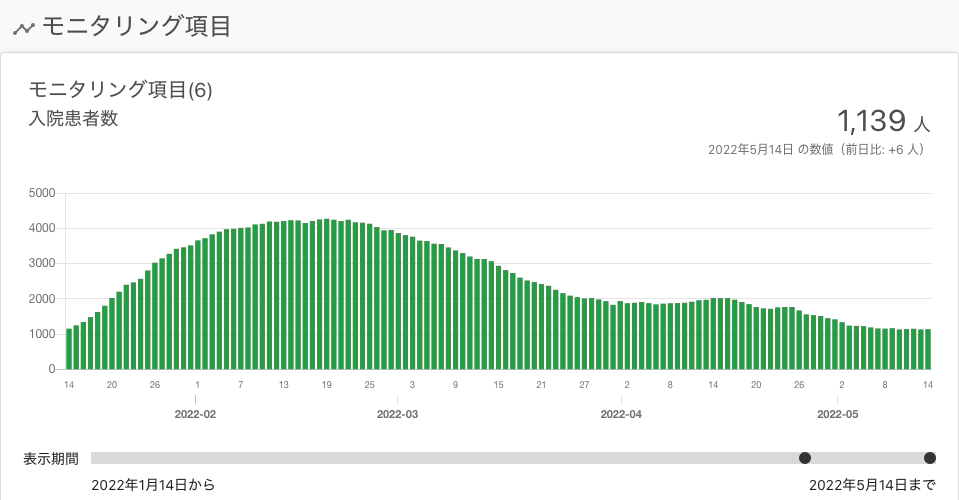 モニタリング項目
モニタリング項目(6)
入院患者数
1,139 人
2022年5月14日 の数値（前日比: +6 人）
5000
4000
3000
2000
1000
0
14 20 26 1 7 13 19 25 3 9 15 21 27 2 8 14 20 26 2 8 14
2022-02 2022-03 2022-04 2022-05
表示期間
2022年1月14日から 2022年5月14日まで